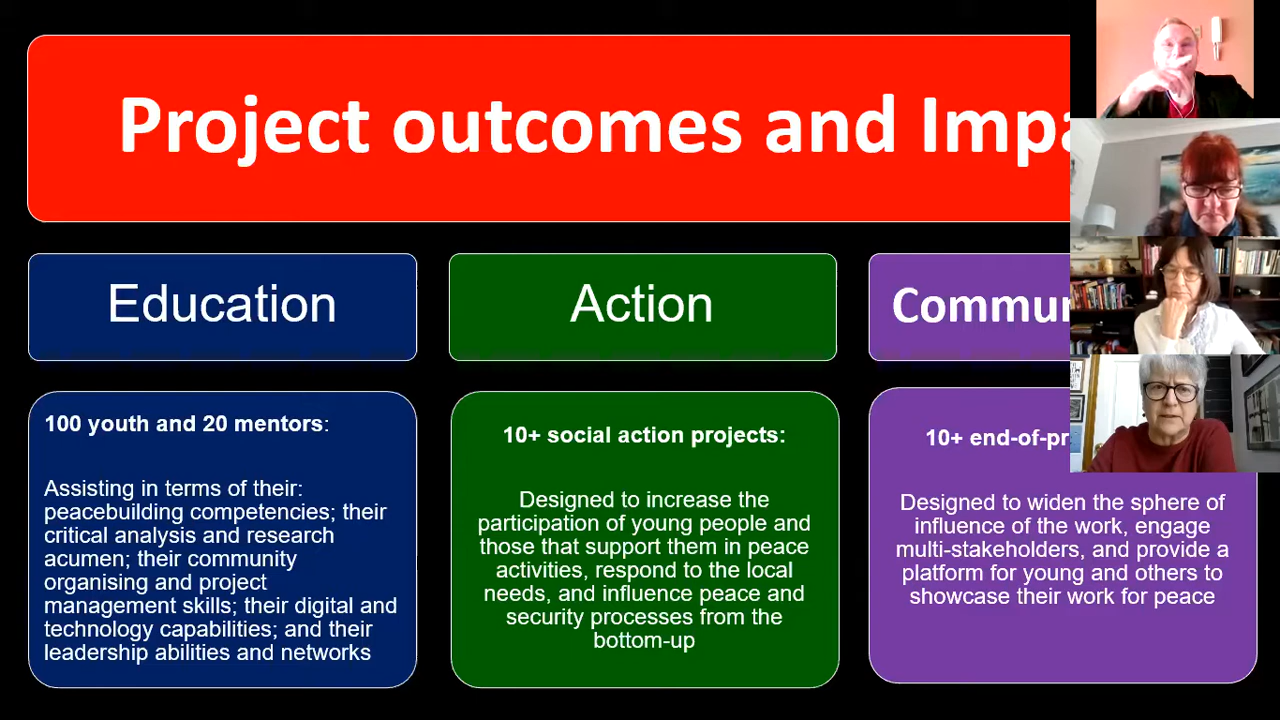 Project outcomes and Impa
Education
Action
Commun
100 youth and 20 mentors:
Assisting in terms of their:
peacebuilding competencies; their
critical analysis and research
acumen; their community
organising and project
management skills; their digital and
technology capabilities; and their
leadership abilities and networks
10+ social action projects:
Designed to increase the
participation of young people and
those that support them in peace
activities, respond to the local
needs, and influence peace and
security processes from the
bottom-up
10+ end-of-pr
Designed to widen the sphere of
influence of the work, engage
multi-stakeholders, and provide a
platform for young and others to
showcase their work for peace